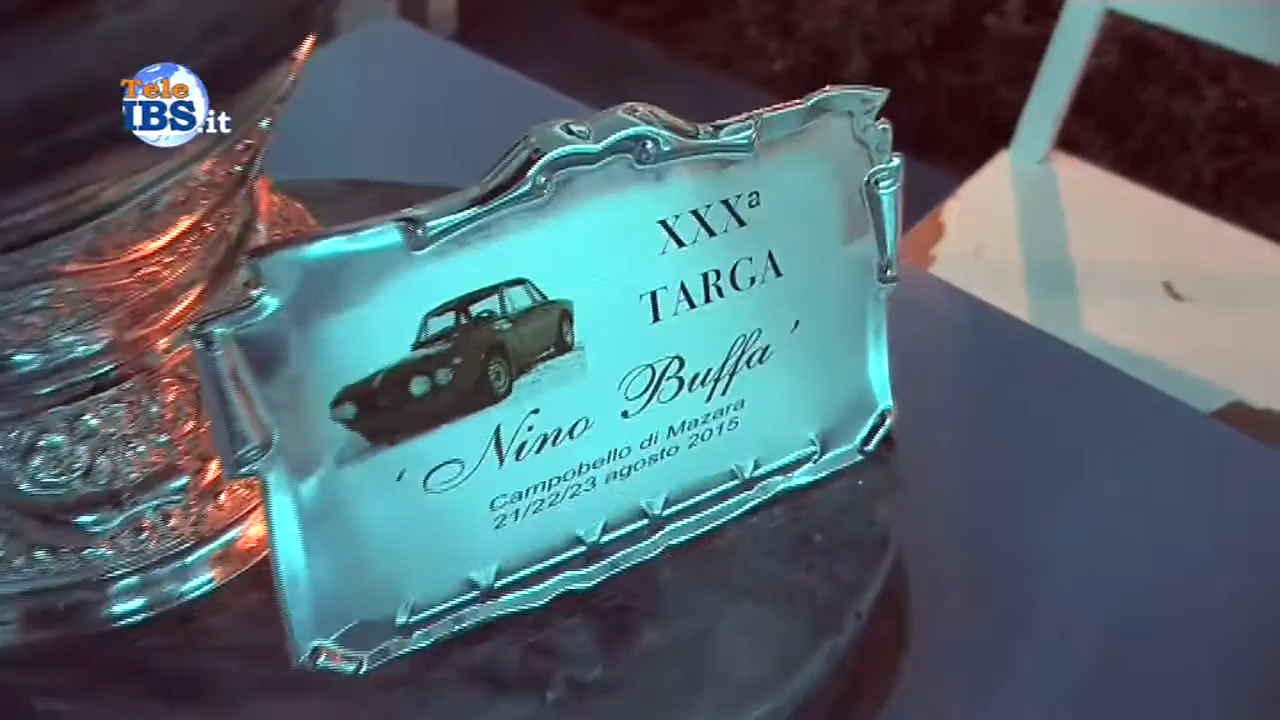 Tele
IBS.it
XXXª
TARGA
' Nino Buffa '
Campobello di Mazara
21/22/23 agosto 2015